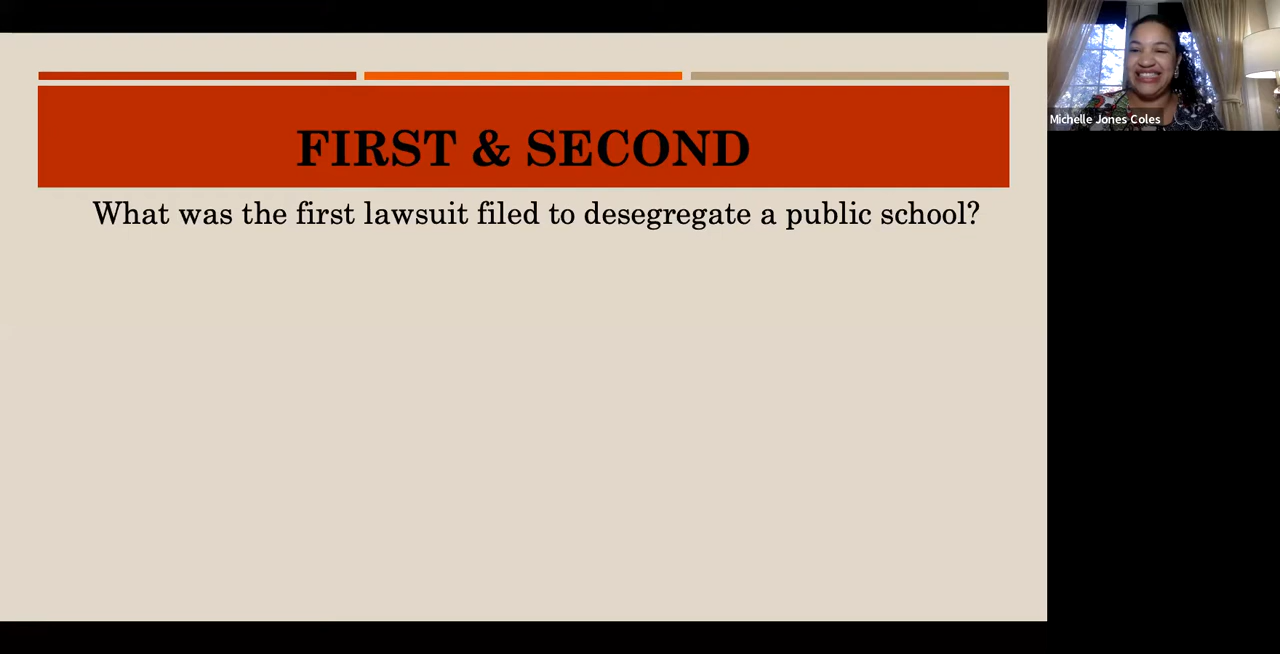 FIRST & SECOND
What was the first lawsuit filed to desegregate a public school?
Michelle Jones Coles